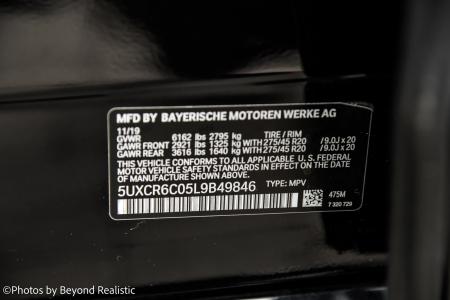 MFD BY BAYERISCHE MOTOREN WERKE AG
11/19 TIRE / RIM
GVWR 6162 lbs 2795 kg
GAWR FRONT 2921 lbs 1325 kg WITH 275/45 R20 /9.0J x 20
GAWR REAR 3616 lbs 1640 kg WITH 275/45 R20 /9.0J x 20
THIS VEHICLE CONFORMS TO ALL APPLICABLE U. S. FEDERAL
MOTOR VEHICLE SAFETY STANDARDS
IN EFFECT ON THE DATE OF MANUFACTURE SHOWN ABOVE.
5UXCR6C05L9B49846 TYPE: MPV
475M
7 320 729
©Photos by Beyond Realistic